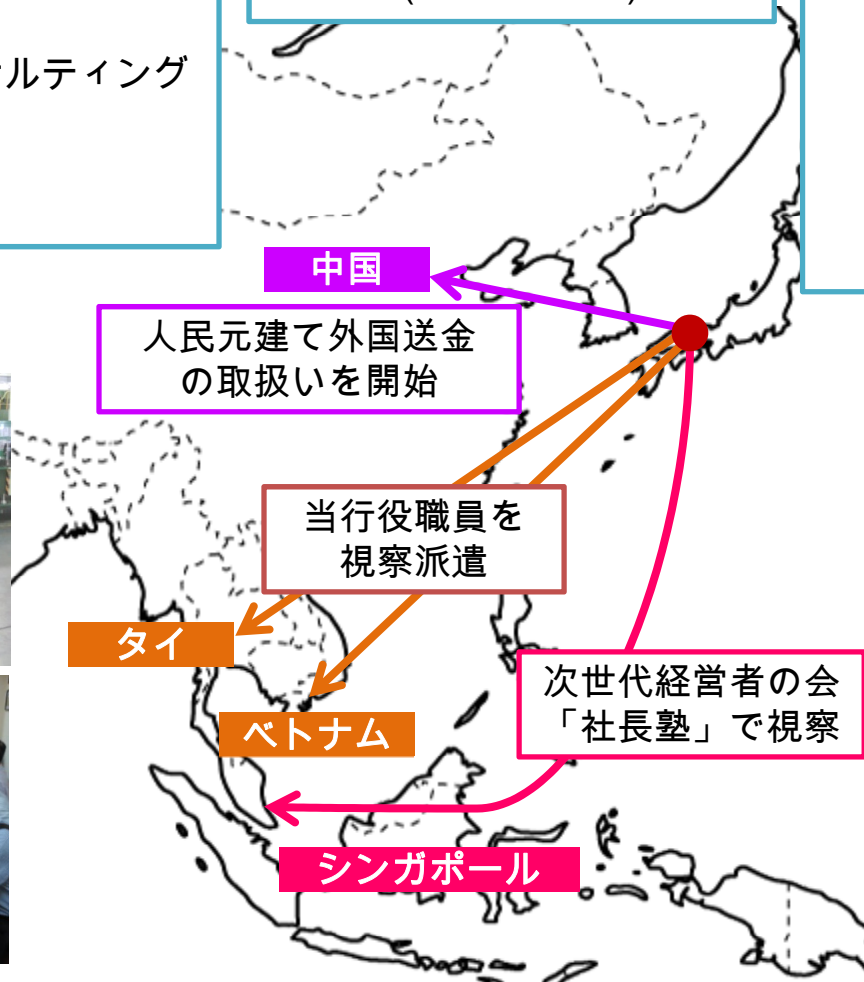 ルティング
中国
人民元建て外国送金
の取扱いを開始
当行役職員を
視察派遣
タイ
ベトナム
次世代経営者の会
「社長塾」で視察
シンガポール